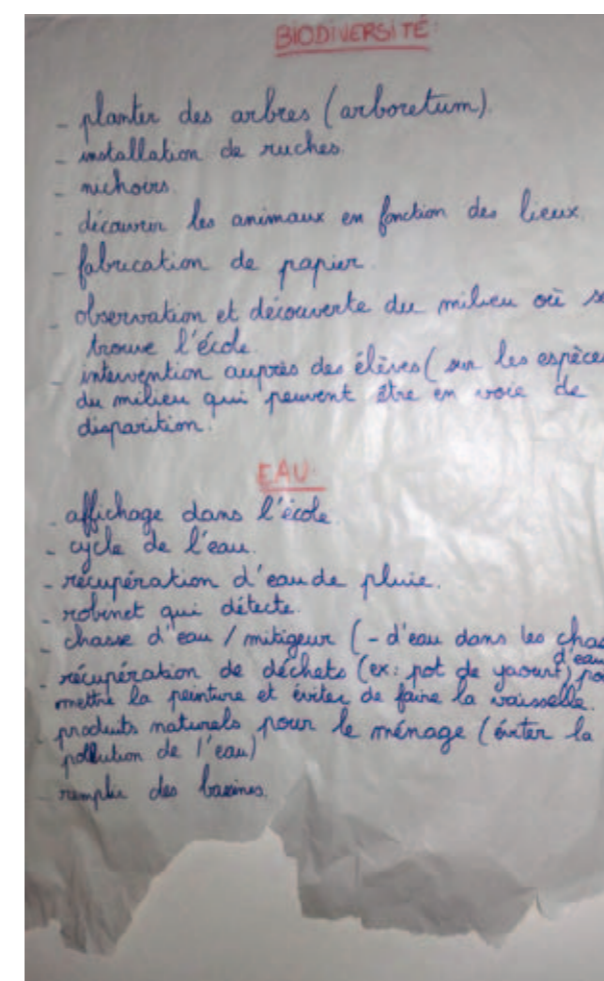 BIODIVERSITÉ:
- planter des arbres (arboretum).
- installation de ruches.
- nichoirs.
- découvrir les animaux en fonction des lieux.
- fabrication de papier.
- observation et découverte du milieu où se
trouve l'école.
- intervention auprès des élèves (sur les espèces
du milieu qui peuvent être en voie de
disparition.
EAU:
- affichage dans l'école.
- cycle de l'eau.
- récupération d'eau de pluie.
- robinet qui détecte.
- chasse d'eau / mitigeur (- d'eau dans les
d'eau
- récupération de déchets (ex: pot de yaourt)
mettre la peinture et éviter de faire la vaisselle.
- produits naturels pour le ménage (éviter la
pollution de l'eau)
- remplir des bassines.